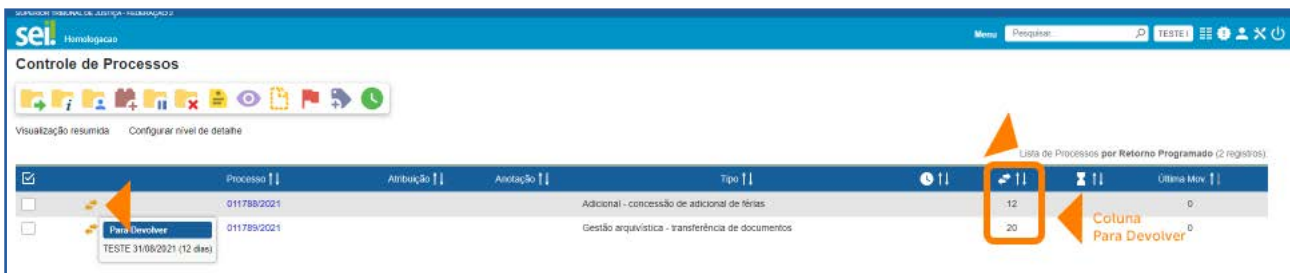 SUPERIOR TRIBUNAL DE JUSTIÇA - FEDERAÇÃO 2
sei. Homologacao Menu Pesquisar... TESTE I
Controle de Processos
Visualização resumida Configurar nível de detalhe
Lista de Processos por Retorno Programado (2 registros):
Processo Atribuição Anotação Tipo Última Mov.
011788/2021 Adicional - concessão de adicional de férias 12 0
Para Devolver 011789/2021 Gestão arquivística - transferência de documentos 20 0
TESTE 31/08/2021 (12 dias)
Coluna
Para Devolver